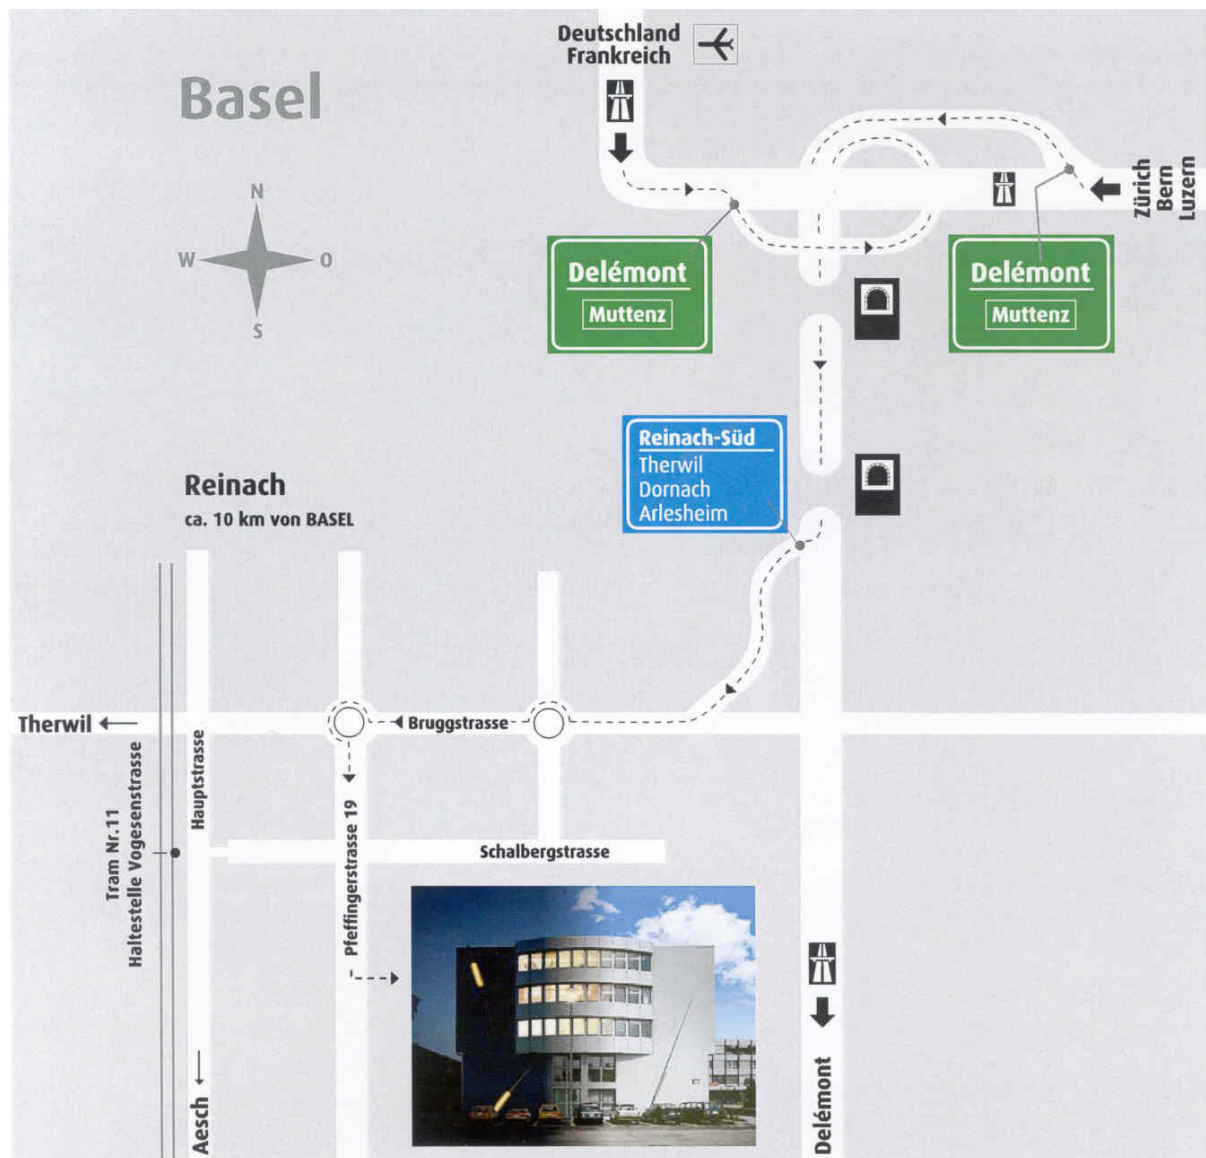 Deutschland
Frankreich
Basel
N
W
O
S
Zürich
Bern
Luzern
Delémont
Muttenz
Delémont
Muttenz
Reinach-Süd
Therwil
Dornach
Arlesheim
Reinach
ca. 10 km von BASEL
Therwil
Bruggstrasse
Hauptstrasse
Tram Nr.11
Haltestelle Vogesenstrasse
Pfeffingerstrasse 19
Schalbergstrasse
Aesch
Delémont